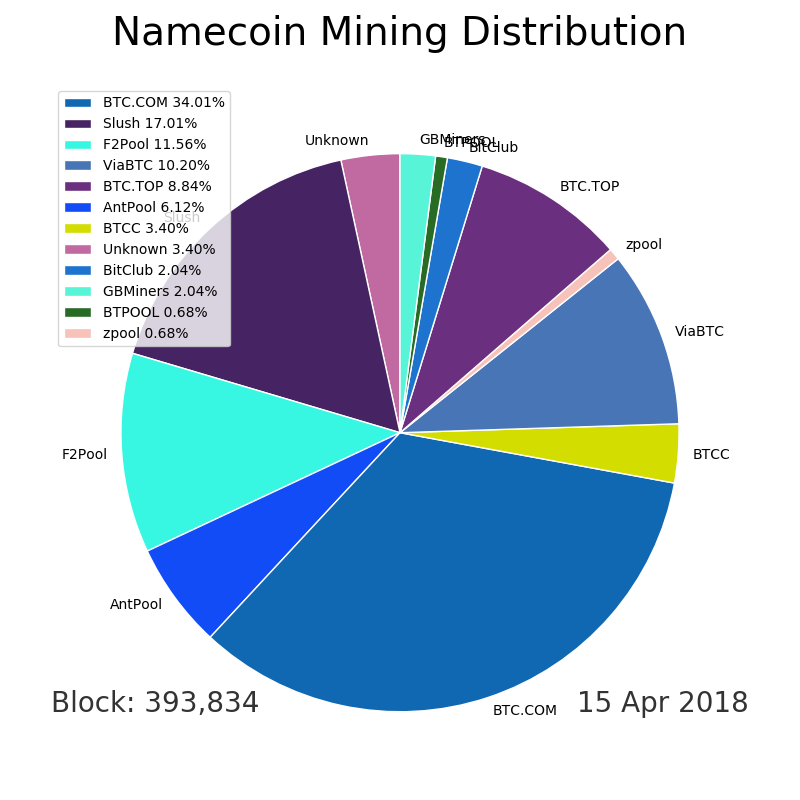 Namecoin Mining Distribution
BTC.COM 34.01%
Slush 17.01%
F2Pool 11.56%
ViaBTC 10.20%
BTC.TOP 8.84%
AntPool 6.12%
BTCC 3.40%
Unknown 3.40%
BitClub 2.04%
GBMiners 2.04%
BTPOOL 0.68%
zpool 0.68%
Unknown
GBMiners
BTPOOL
BitClub
BTC.TOP
Slush
zpool
ViaBTC
F2Pool
BTCC
AntPool
BTC.COM
Block: 393,834
15 Apr 2018